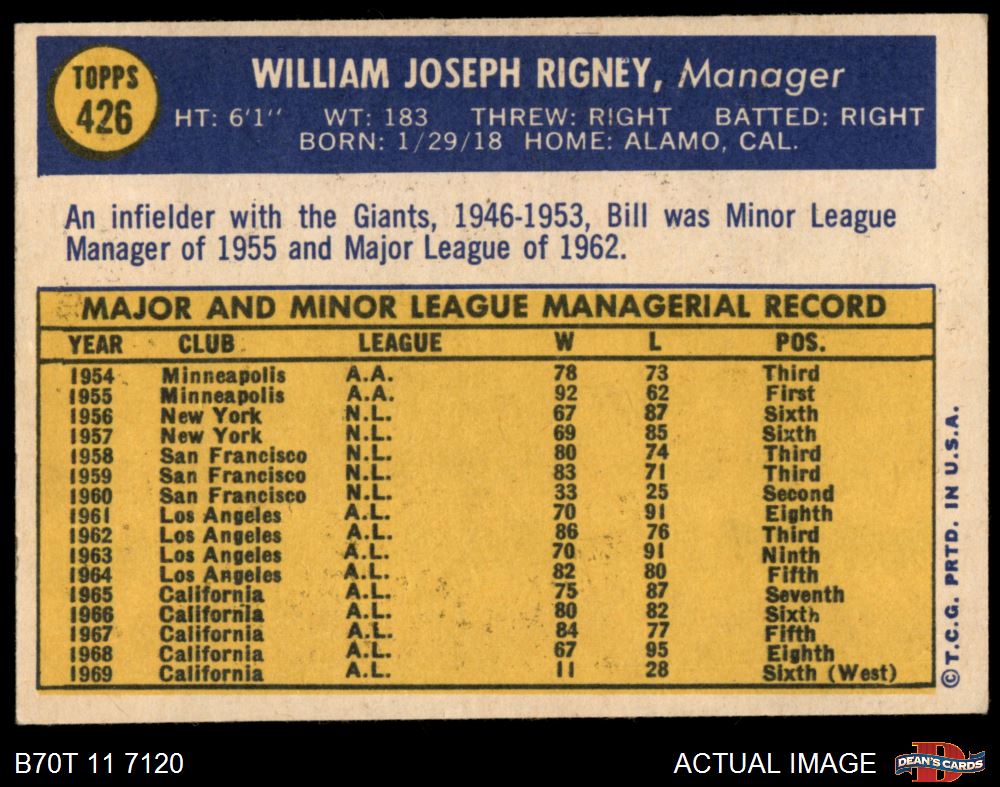 TOPPS
426
WILLIAM JOSEPH RIGNEY, Manager
HT: 6'1'' WT: 183 THREW: RIGHT BATTED: RIGHT
BORN: 1/29/18 HOME: ALAMO, CAL.
An infielder with the Giants, 1946-1953, Bill was Minor League
Manager of 1955 and Major League of 1962.
MAJOR AND MINOR LEAGUE MANAGERIAL RECORD
YEAR CLUB LEAGUE W L POS.
1954 Minneapolis A.A. 78 73 Third
1955 Minneapolis A.A. 92 62 First
1956 New York N.L. 67 87 Sixth
1957 New York N.L. 69 85 Sixth
1958 San Francisco N.L. 80 74 Third
1959 San Francisco N.L. 83 71 Third
1960 San Francisco N.L. 33 25 Second
1961 Los Angeles A.L. 70 91 Eighth
1962 Los Angeles A.L. 86 76 Third
1963 Los Angeles A.L. 70 91 Ninth
1964 Los Angeles A.L. 82 80 Fifth
1965 California A.L. 75 87 Seventh
1966 California A.L. 80 82 Sixth
1967 California A.L. 84 77 Fifth
1968 California A.L. 67 95 Eighth
1969 California A.L. 11 28 Sixth (West)
©T.C.G. PRTD. IN U.S.A.
B70T 11 7120
ACTUAL IMAGE
DEAN'S CARDS